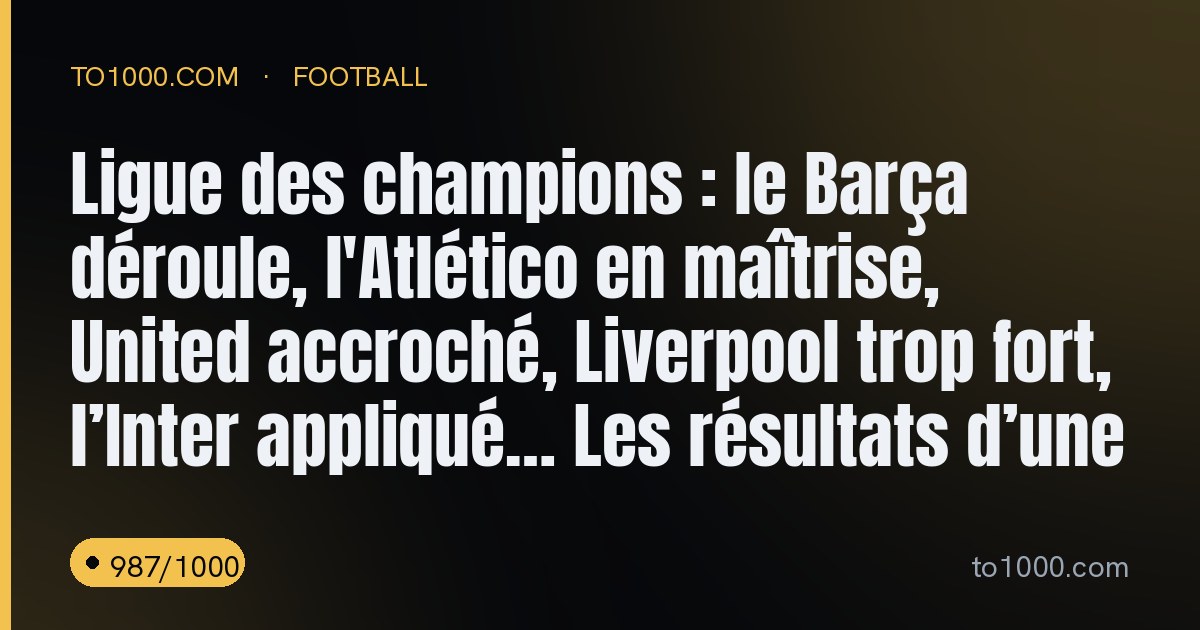 TO1000.COM · FOOTBALL
Ligue des champions : le Barça
déroule, l'Atlético en maîtrise,
United accroché, Liverpool trop fort,
l’Inter appliqué... Les résultats d’une
987/1000
to1000.com